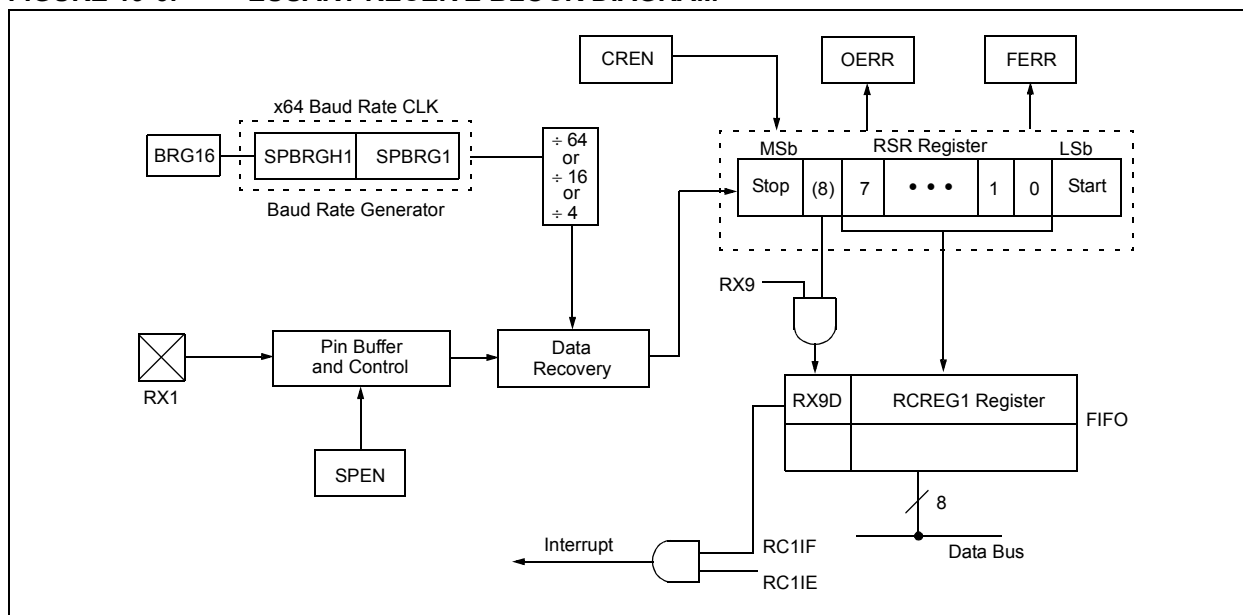 CREN
OERR
FERR
x64 Baud Rate CLK
BRG16
SPBRGH1
SPBRG1
Baud Rate Generator
÷ 64
or
÷ 16
or
÷ 4
MSb
RSR Register
LSb
Stop
(8)
7
• • •
1
0
Start
RX9
RX1
Pin Buffer
and Control
Data
Recovery
SPEN
RX9D
RCREG1 Register
FIFO
8
Data Bus
Interrupt
RC1IF
RC1IE